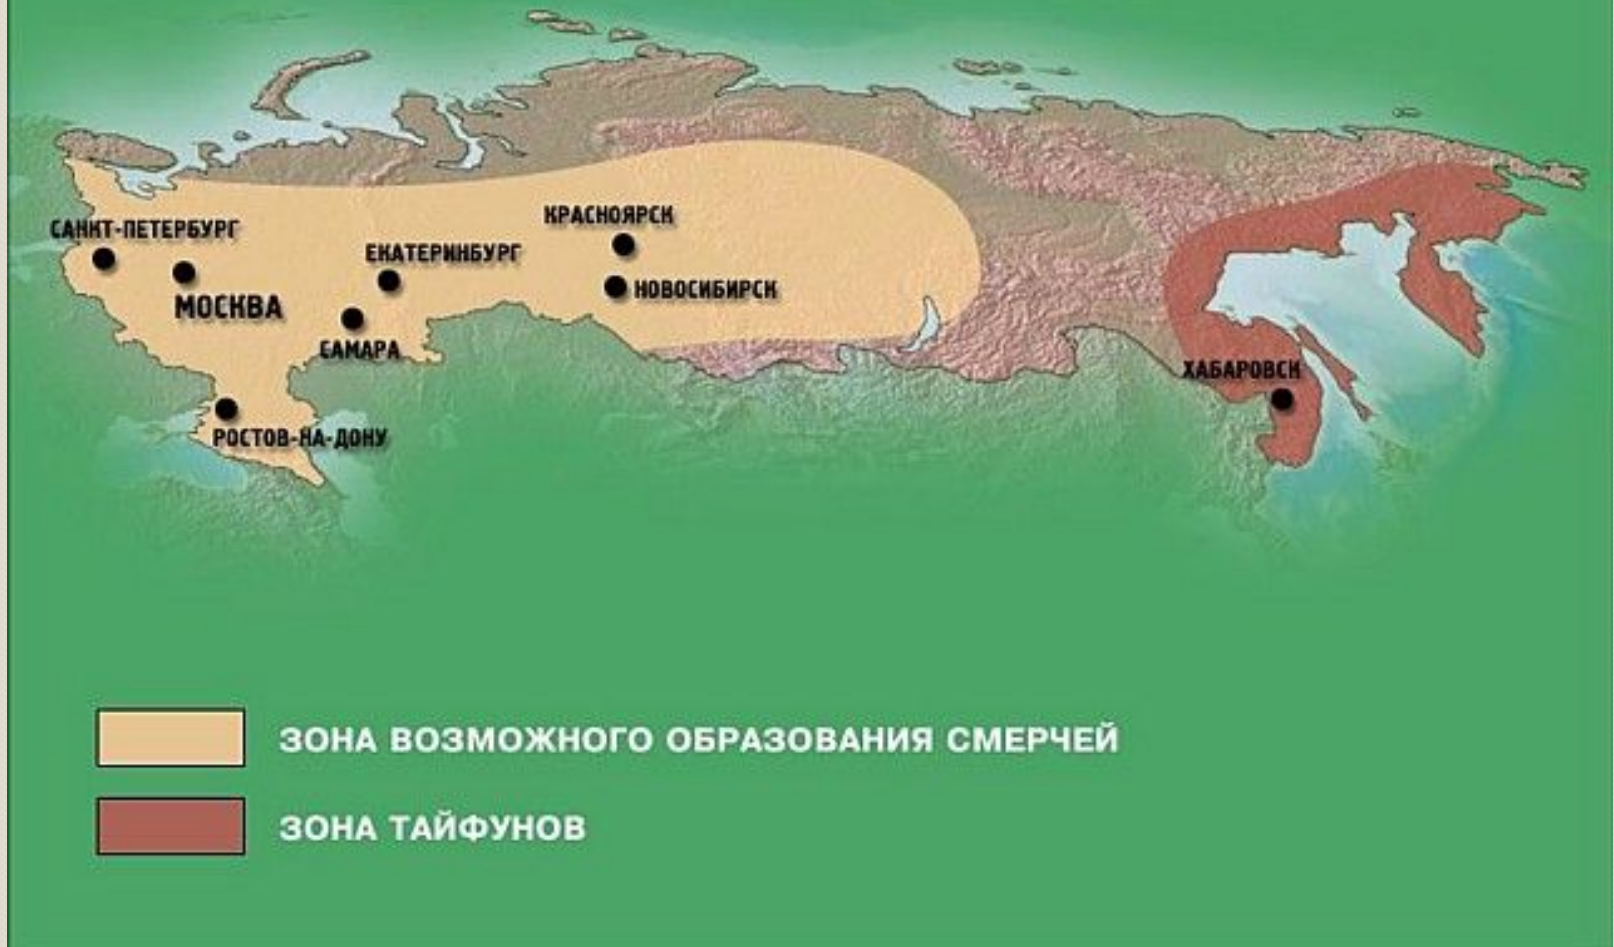 САНКТ-ПЕТЕРБУРГ
КРАСНОЯРСК
ЕКАТЕРИНБУРГ
НОВОСИБИРСК
МОСКВА
САМАРА
ХАБАРОВСК
РОСТОВ-НА-ДОНУ
ЗОНА ВОЗМОЖНОГО ОБРАЗОВАНИЯ СМЕРЧЕЙ
ЗОНА ТАЙФУНОВ